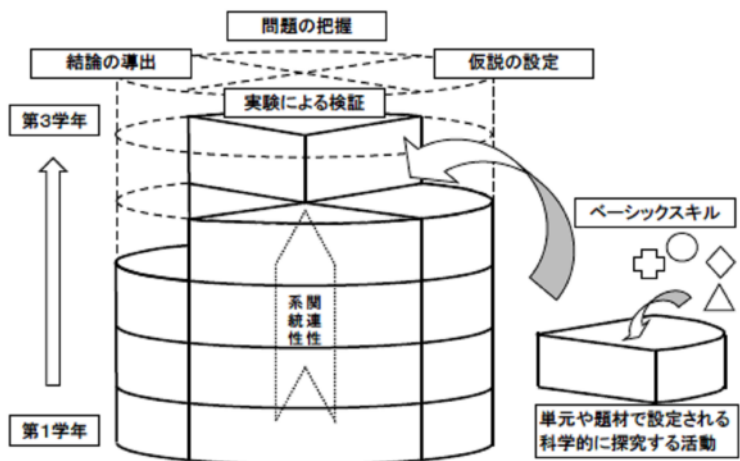 問題の把握
結論の導出
仮説の設定
実験による検証
第3学年
ベーシックスキル
関連性
系統性
単元や題材で設定される
科学的に探究する活動
第1学年